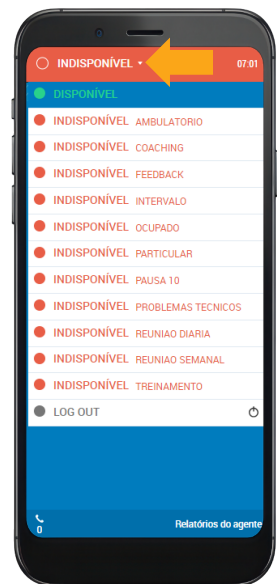 INDISPONÍVEL 07:01
DISPONÍVEL
INDISPONÍVEL AMBULATORIO
INDISPONÍVEL COACHING
INDISPONÍVEL FEEDBACK
INDISPONÍVEL INTERVALO
INDISPONÍVEL OCUPADO
INDISPONÍVEL PARTICULAR
INDISPONÍVEL PAUSA 10
INDISPONÍVEL PROBLEMAS TECNICOS
INDISPONÍVEL REUNIAO DIARIA
INDISPONÍVEL REUNIAO SEMANAL
INDISPONÍVEL TREINAMENTO
LOG OUT
0 Relatórios do agente